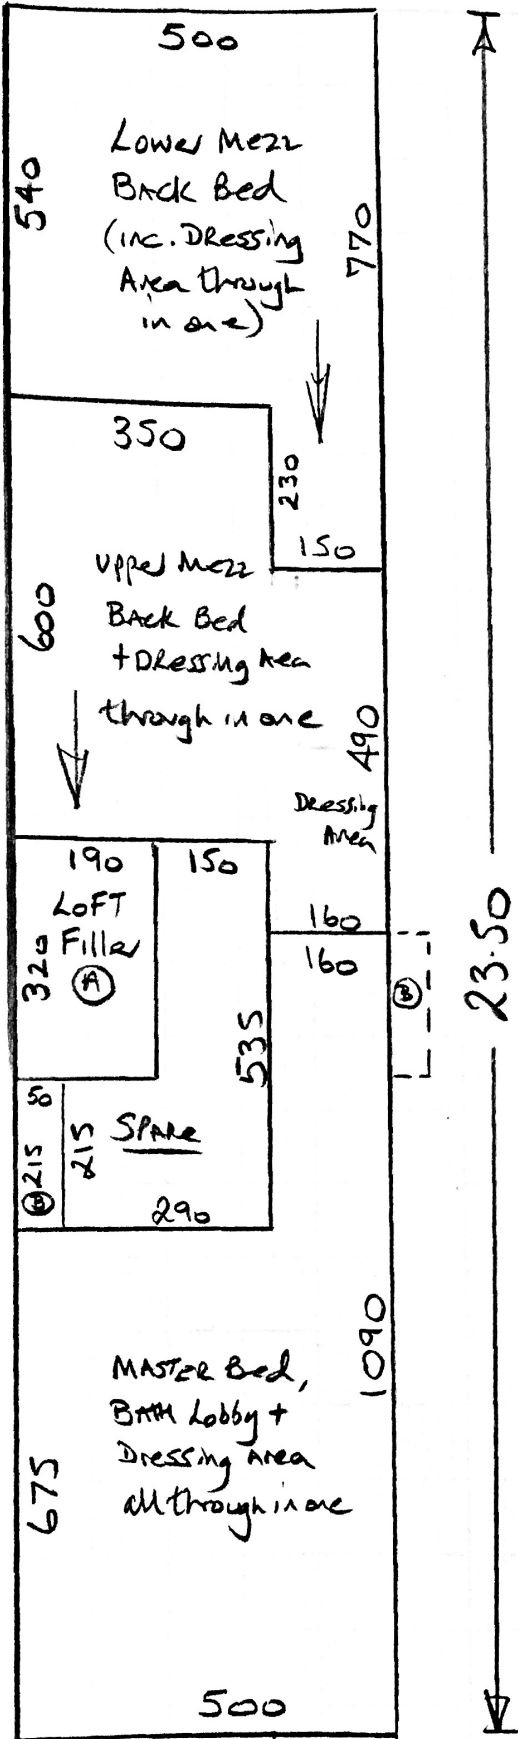 500
Lower Mezz
Back Bed
(inc. Dressing
Area through
in one)
540
770
350
230
150
Upper Mezz
Back Bed
+ Dressing Area
through in one
600
490
Dressing
Area
190
150
160
160
LOFT
Filler
A
320
B
23.50
535
50
215
B
215
SPARE
290
1090
MASTER Bed,
BATH Lobby +
Dressing Area
all through in one
675
500